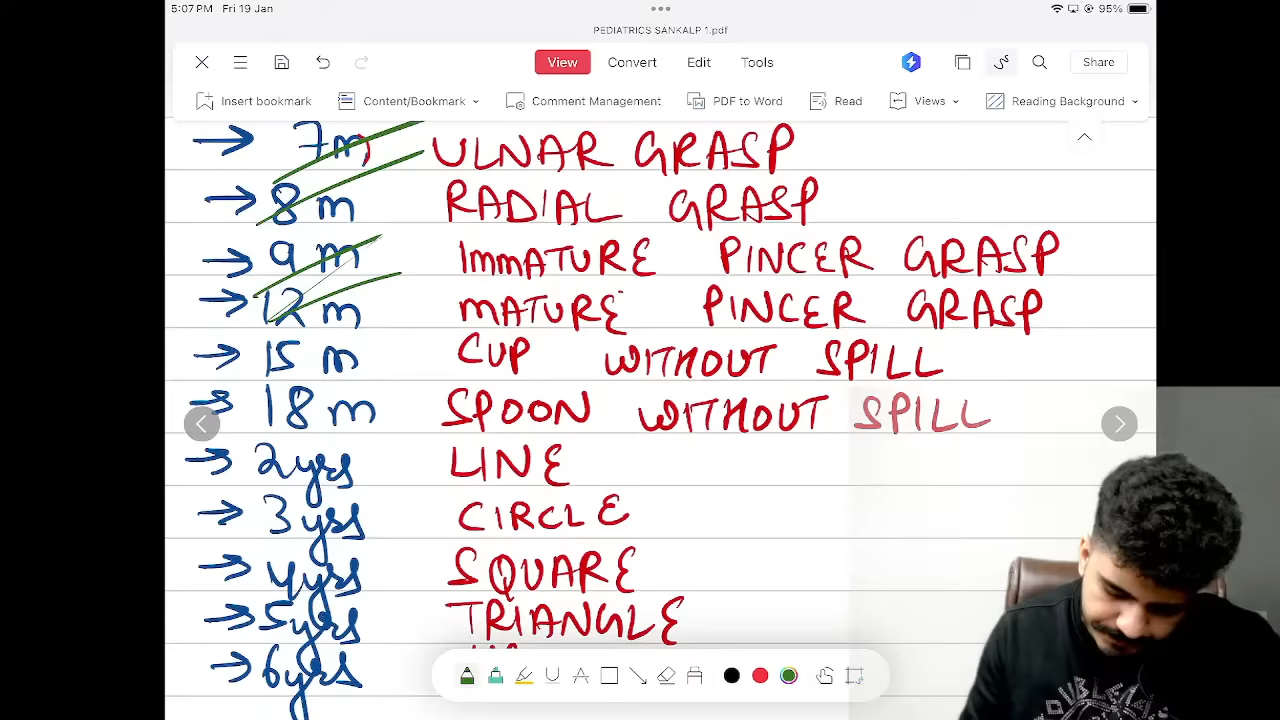 5:07 PM Fri 19 Jan 95%
PEDIATRICS SANKALP 1.pdf
View Convert Edit Tools Share
Insert bookmark Content/Bookmark Comment Management PDF to Word Read Views Reading Background
→ 7m ULNAR GRASP
→ 8 m RADIAL GRASP
→ 9 m IMMATURE PINCER GRASP
→ 12 m MATURE PINCER GRASP
→ 15 m CUP WITHOUT SPILL
→ 18 m SPOON WITHOUT SPILL
→ 2yrs LINE
→ 3 yrs CIRCLE
→ 4yrs SQUARE
→ 5yrs TRIANGLE
→ 6yrs